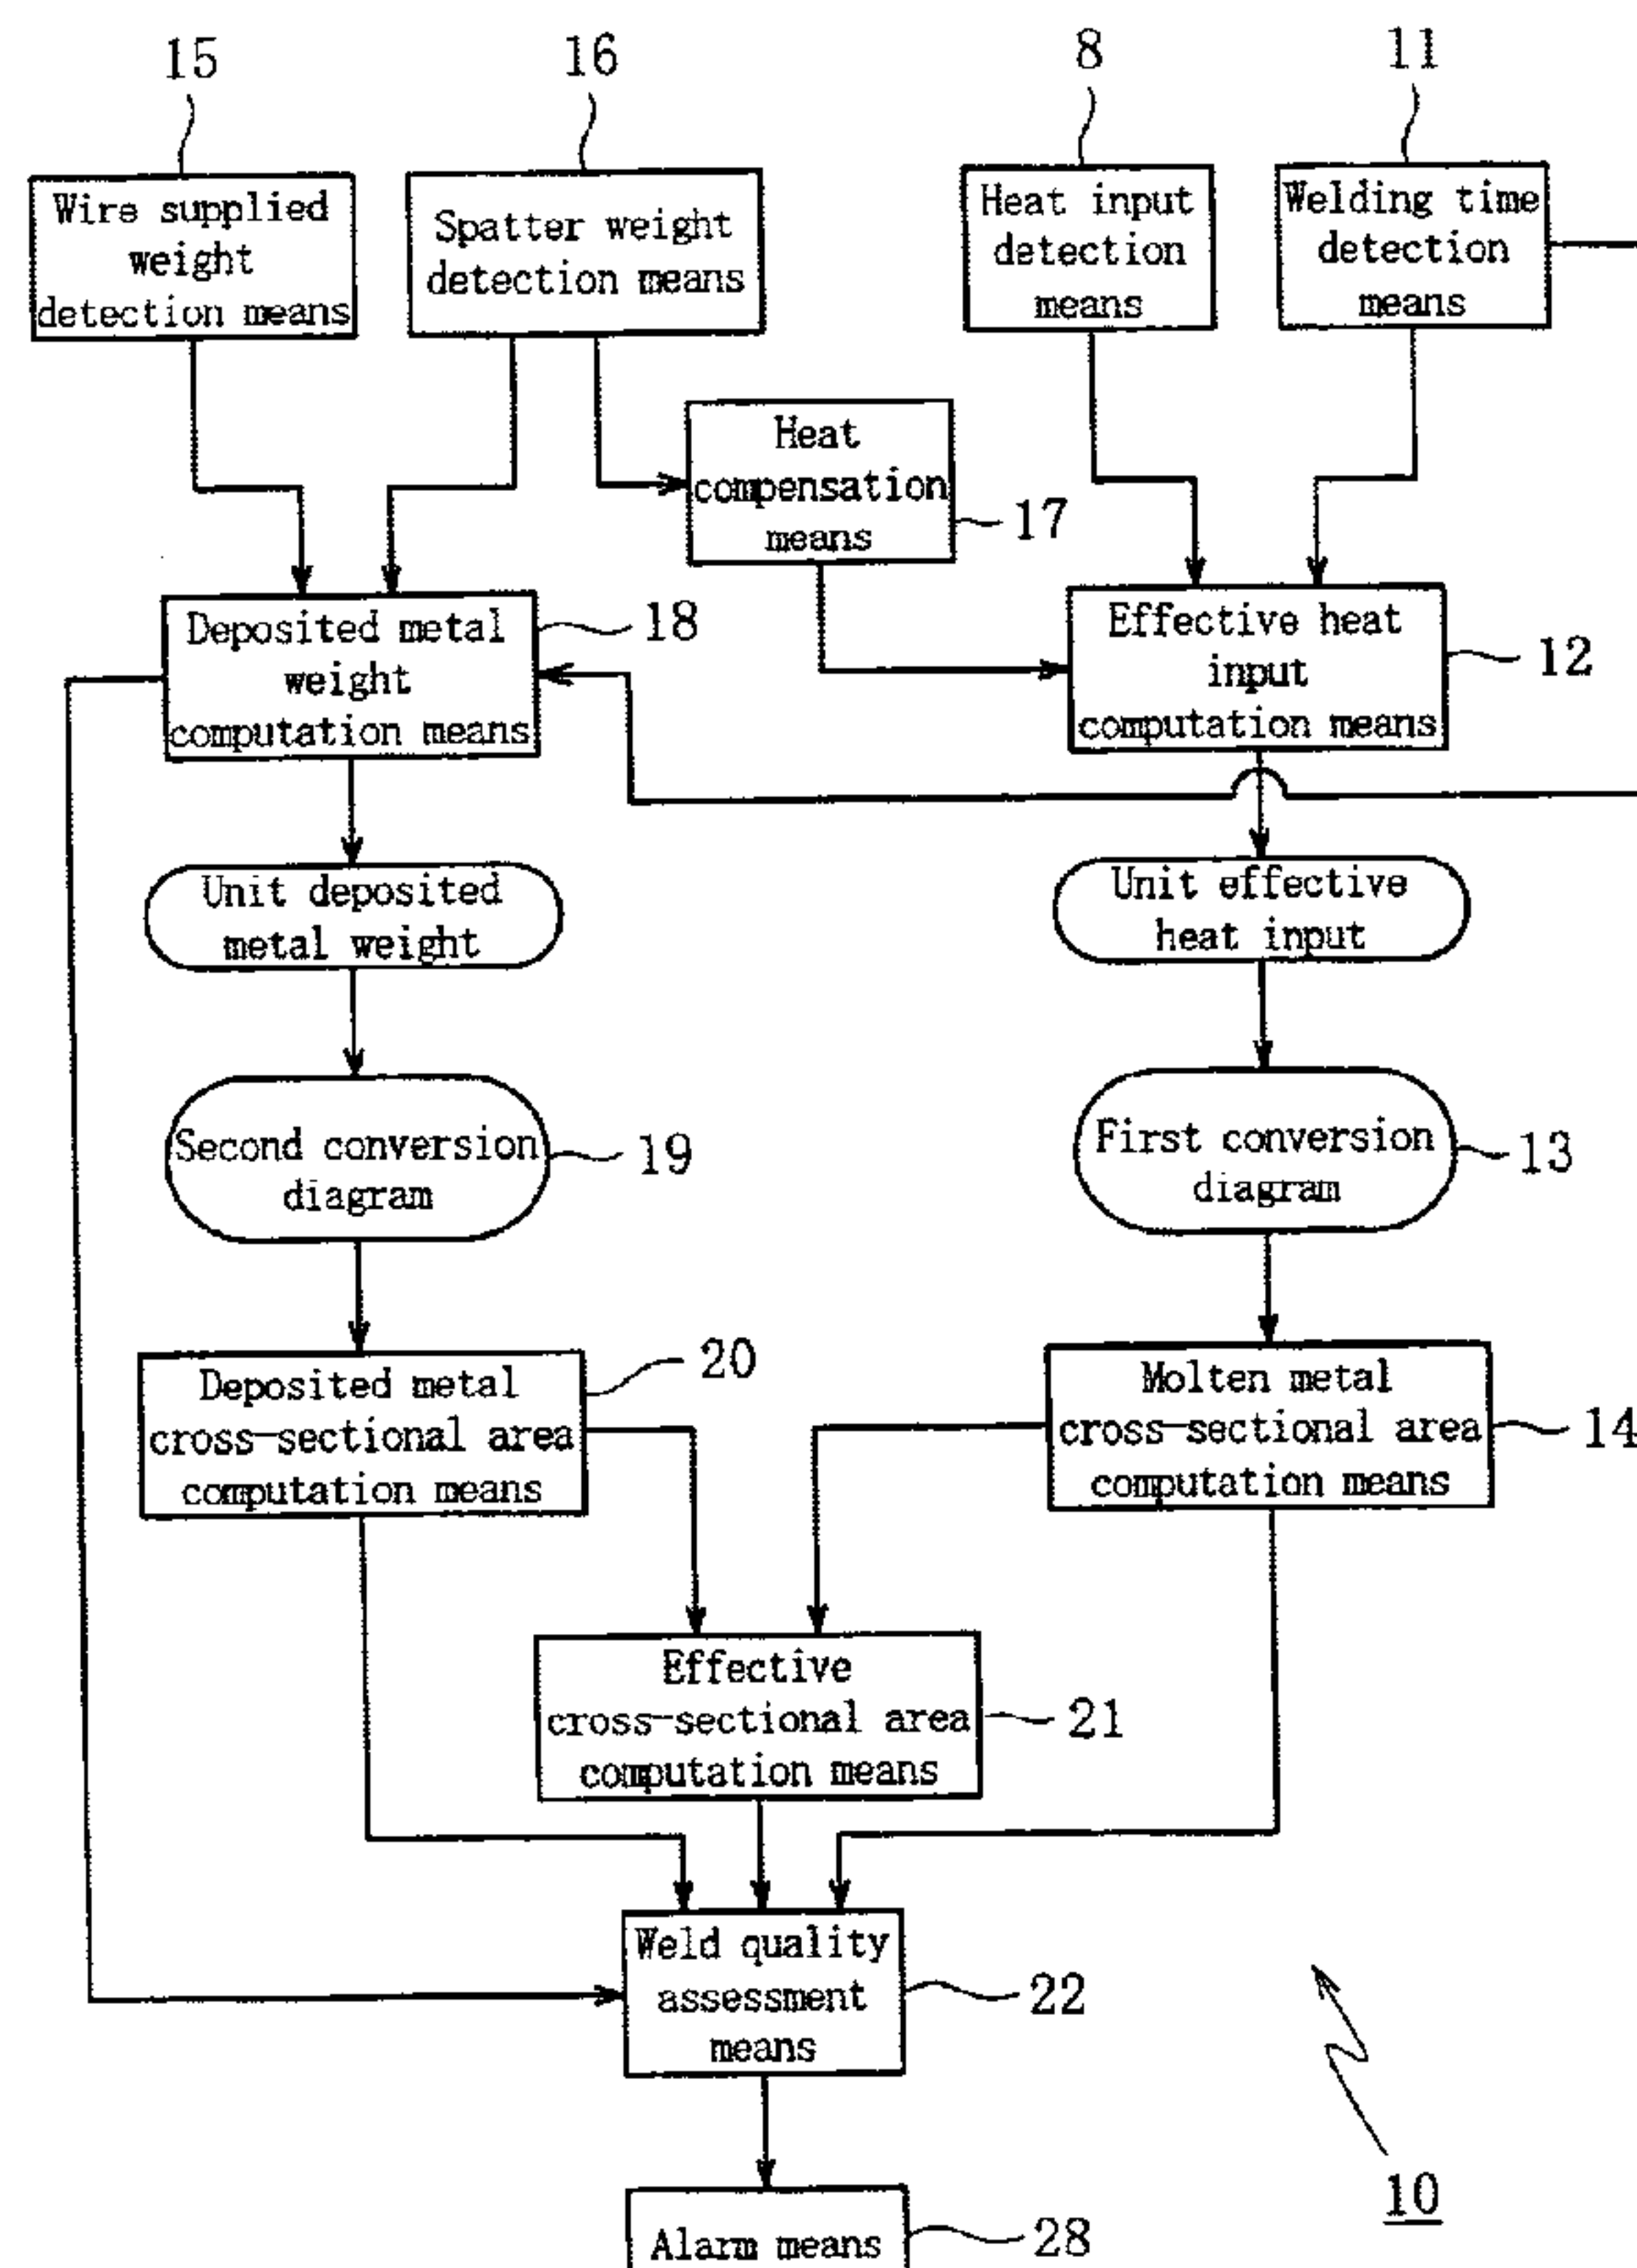 15
16
8
11
Wire supplied
weight
detection means
Spatter weight
detection means
Heat input
detection
means
Welding time
detection
means
Heat
compensation
means
17
Deposited metal
weight
computation means
18
Effective heat
input
computation means
12
Unit deposited
metal weight
Unit effective
heat input
Second conversion
diagram
19
First conversion
diagram
13
Deposited metal
cross-sectional area
computation means
20
Molten metal
cross-sectional area
computation means
14
Effective
cross-sectional area
computation means
21
Weld quality
assessment
means
22
10
Alarm means
28